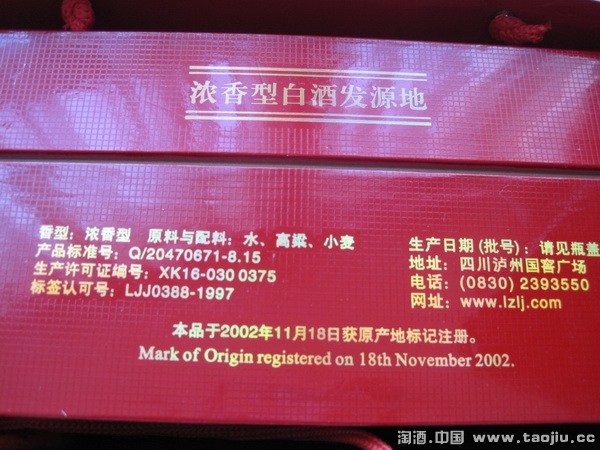 浓香型白酒发源地
香型：浓香型 原料与配料：水、高粱、小麦
产品标准号：Q/20470671-8.15
生产许可证编号：XK16-030 0375
标签认可号：LJJ0388-1997
生产日期(批号)：请见瓶盖
地址：四川泸州国窖广场
电话：(0830) 2393550
网址：www.lzlj.com
本品于2002年11月18日获原产地标记注册。
Mark of Origin registered on 18th November 2002.
淘酒.中国 www.taojiu.cc